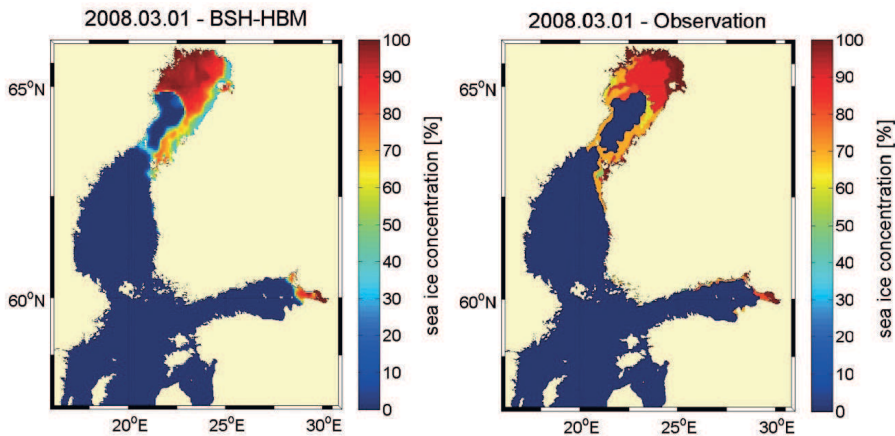 2008.03.01 - BSH-HBM
65°N
60°N
20°E
25°E
30°E
100
90
80
70
60
50
40
30
20
10
0
sea ice concentration [%]
2008.03.01 - Observation
65°N
60°N
20°E
25°E
30°E
100
90
80
70
60
50
40
30
20
10
0
sea ice concentration [%]